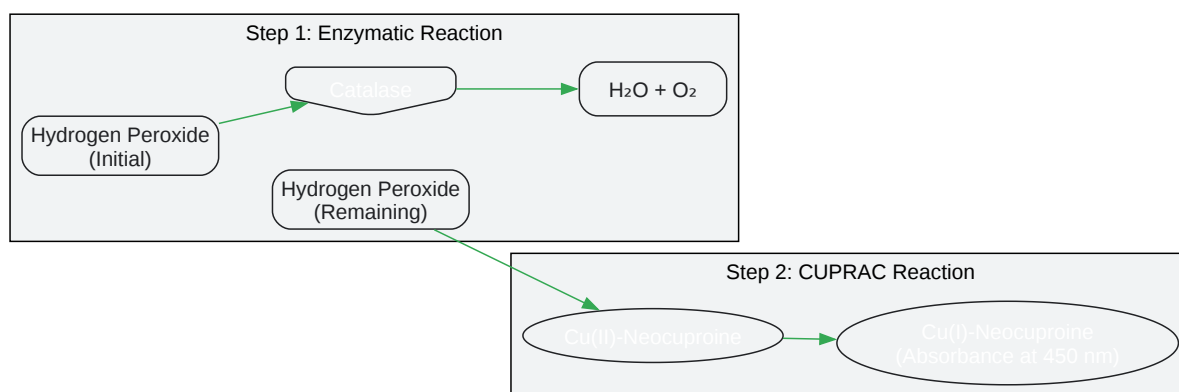 Step 1: Enzymatic Reaction
Catalase
H₂O + O₂
Hydrogen Peroxide
(Initial)
Hydrogen Peroxide
(Remaining)
Step 2: CUPRAC Reaction
Cu(II)-Neocuproine
Cu(I)-Neocuproine
(Absorbance at 450 nm)